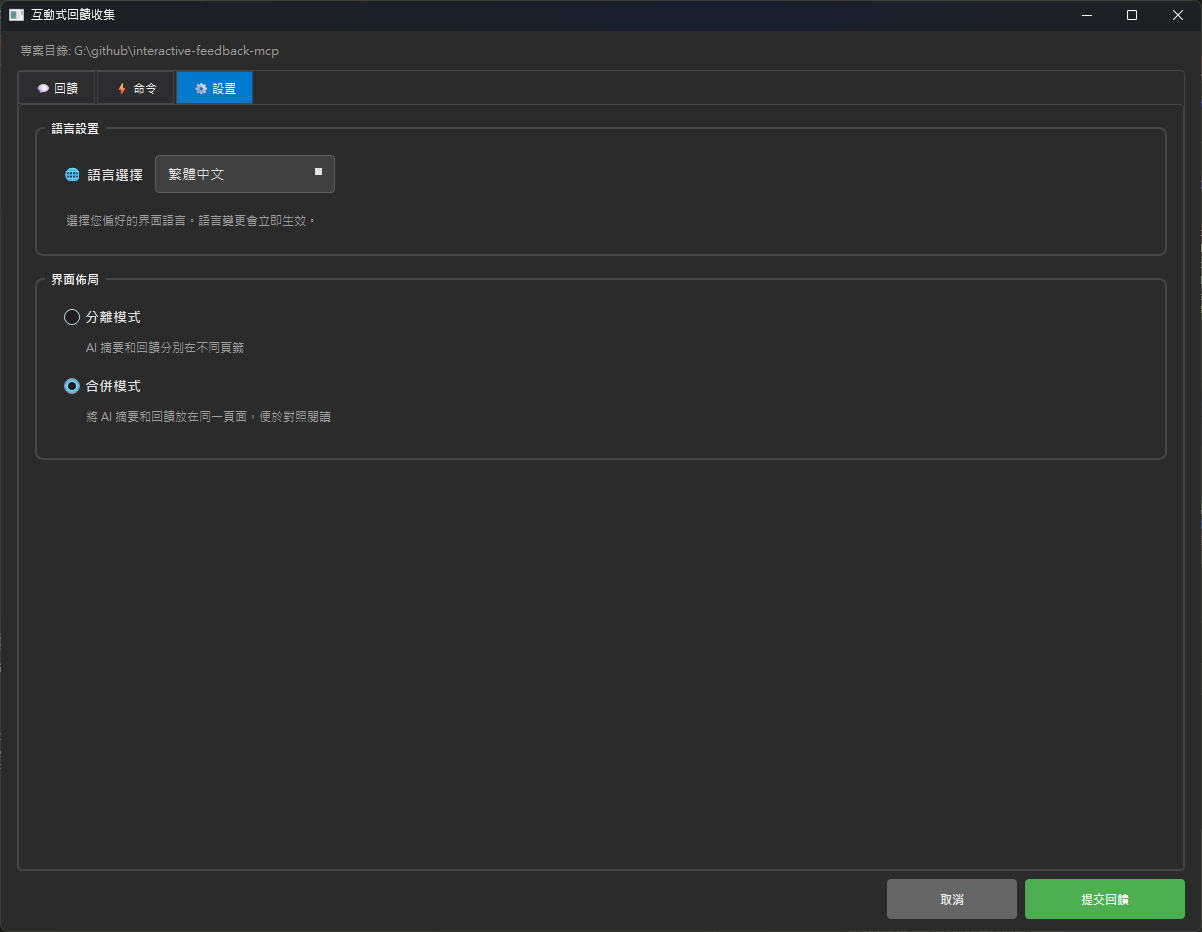 互動式回饋收集
專案目錄: G:\github\interactive-feedback-mcp
回饋 命令 設置
語言設置
語言選擇 繁體中文
選擇您偏好的界面語言。語言變更會立即生效。
界面佈局
分離模式
AI 摘要和回饋分別在不同頁籤
合併模式
將 AI 摘要和回饋放在同一頁面，便於對照閱讀
取消 提交回饋